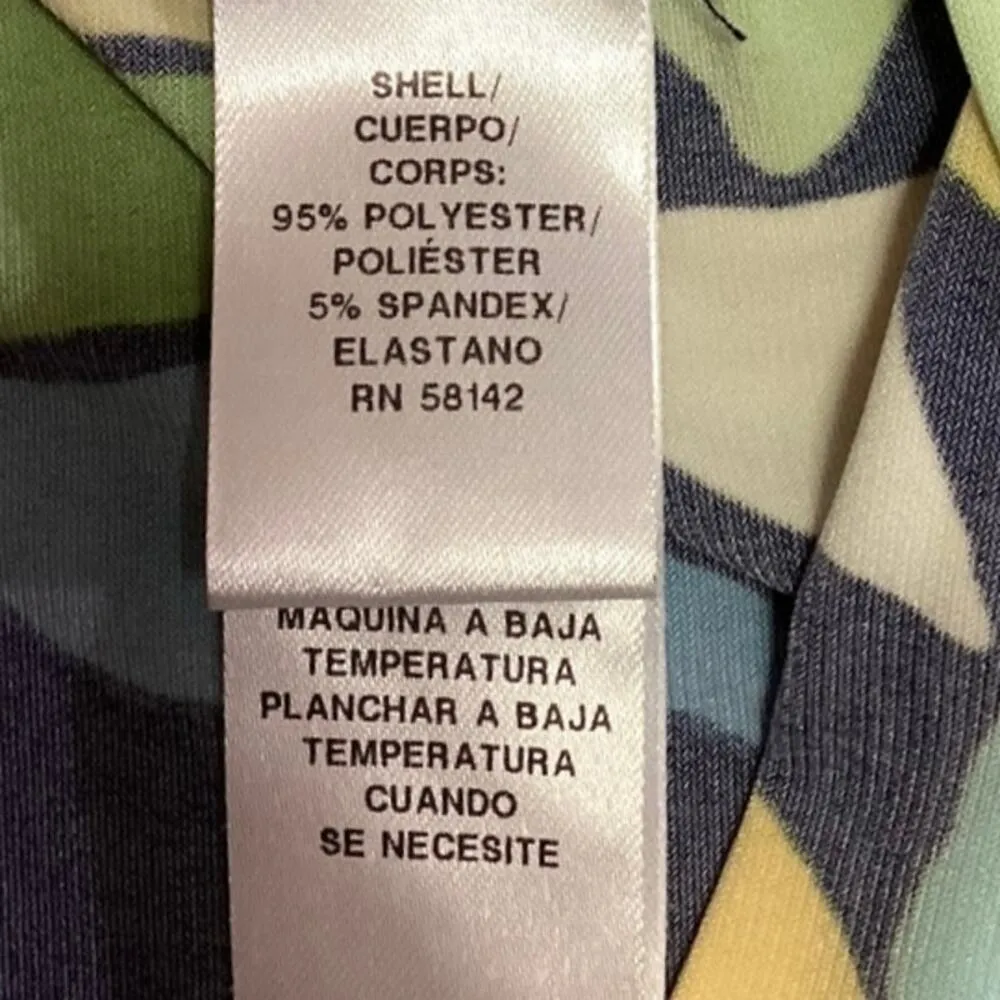 SHELL/
CUERPO/
CORPS:
95% POLYESTER/
POLIÉSTER
5% SPANDEX/
ELASTANO
RN 58142
MAQUINA A BAJA
TEMPERATURA
PLANCHAR A BAJA
TEMPERATURA
CUANDO
SE NECESITE